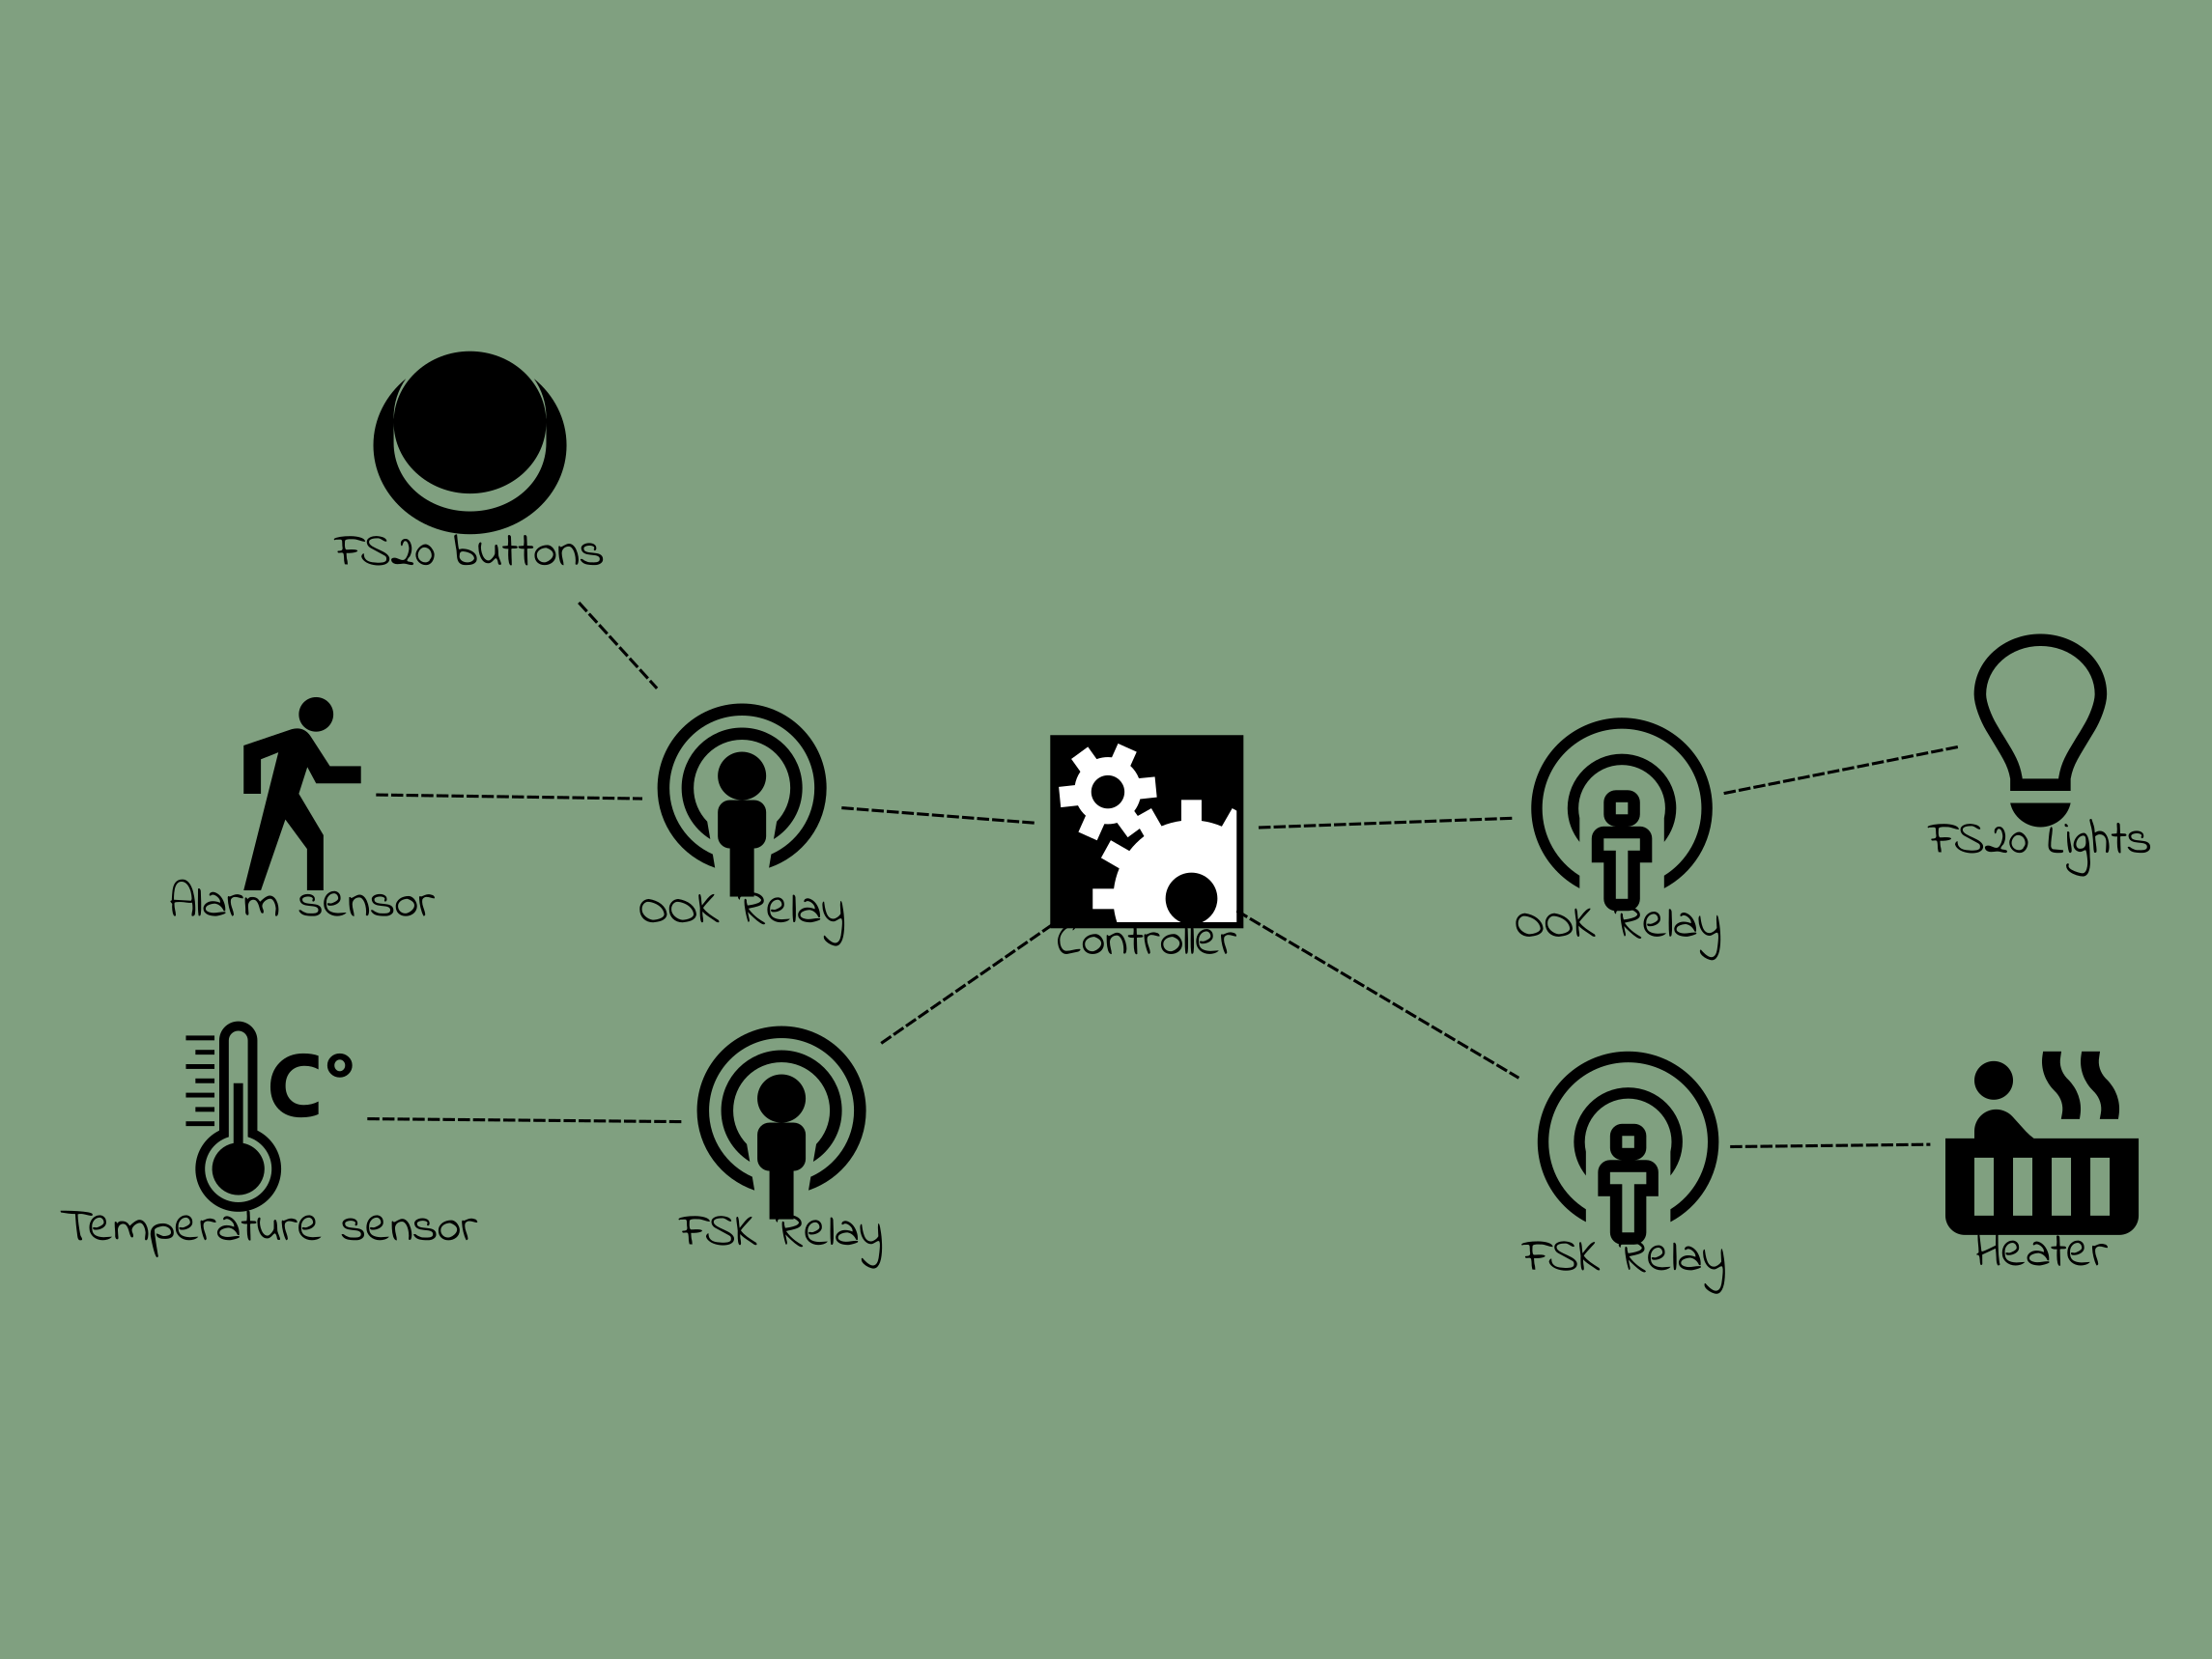 FS20 buttons
Alarm sensor
OOK Relay
Controller
OOK Relay
FS20 Lights
C°
Temperature sensor
FSK Relay
FSK Relay
Heater